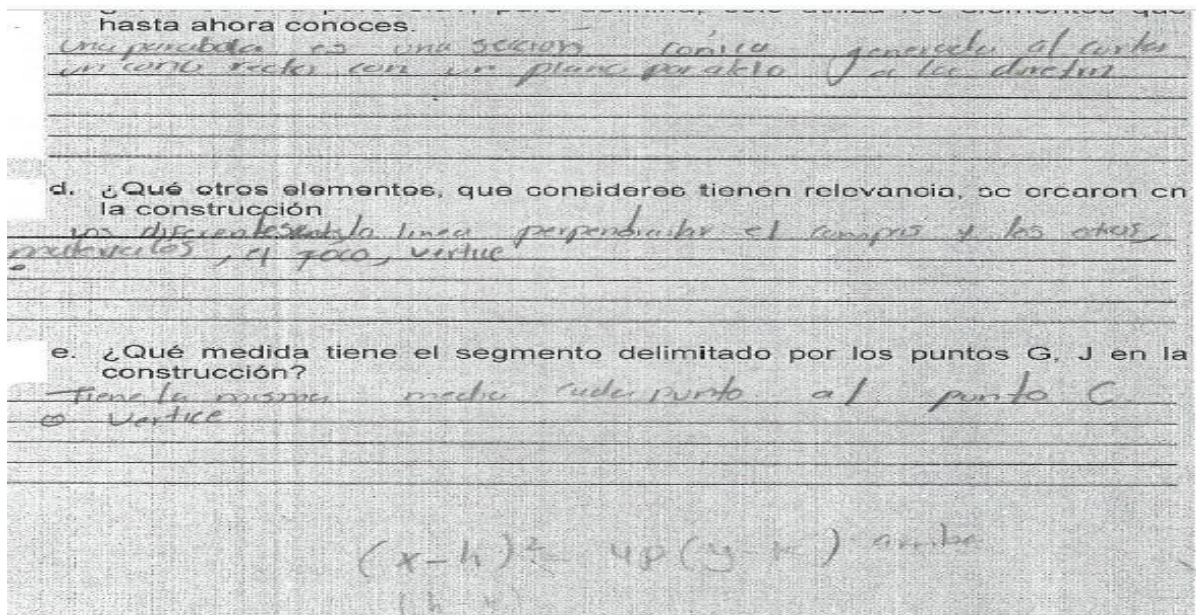 hasta ahora conoces.
una parabola es una seccion conica generada al cortar
un cono recto con un plano paralelo a la directriz
d. ¿Qué otros elementos, que consideres tienen relevancia, se crearon en
la construcción
los diferentes la linea perpendicular el compas y las otras
el foco, vertice
e. ¿Qué medida tiene el segmento delimitado por los puntos G, J en la
construcción?
Tiene la misma media cada punto al punto C
o vertice
(x-h)²= 4p(y-k) arriba